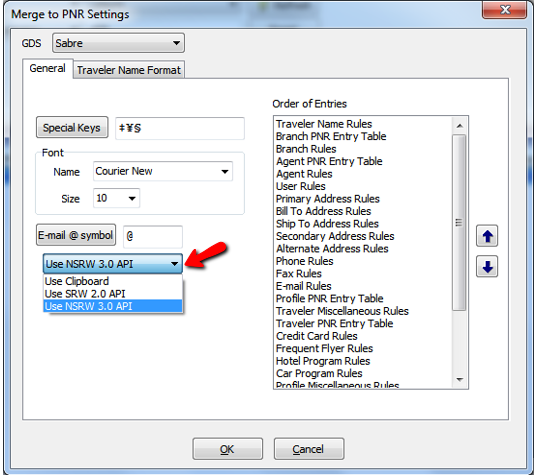 Merge to PNR Settings
GDS Sabre
General Traveler Name Format
Special Keys ‡¥§
Font
Name Courier New
Size 10
E-mail @ symbol @
Use NSRW 3.0 API
Use Clipboard
Use SRW 2.0 API
Use NSRW 3.0 API
Order of Entries
Traveler Name Rules
Branch PNR Entry Table
Branch Rules
Agent PNR Entry Table
Agent Rules
User Rules
Primary Address Rules
Bill To Address Rules
Ship To Address Rules
Secondary Address Rules
Alternate Address Rules
Phone Rules
Fax Rules
E-mail Rules
Profile PNR Entry Table
Traveler Miscellaneous Rules
Traveler PNR Entry Table
Credit Card Rules
Frequent Flyer Rules
Hotel Program Rules
Car Program Rules
Profile Miscellaneous Rules
OK Cancel